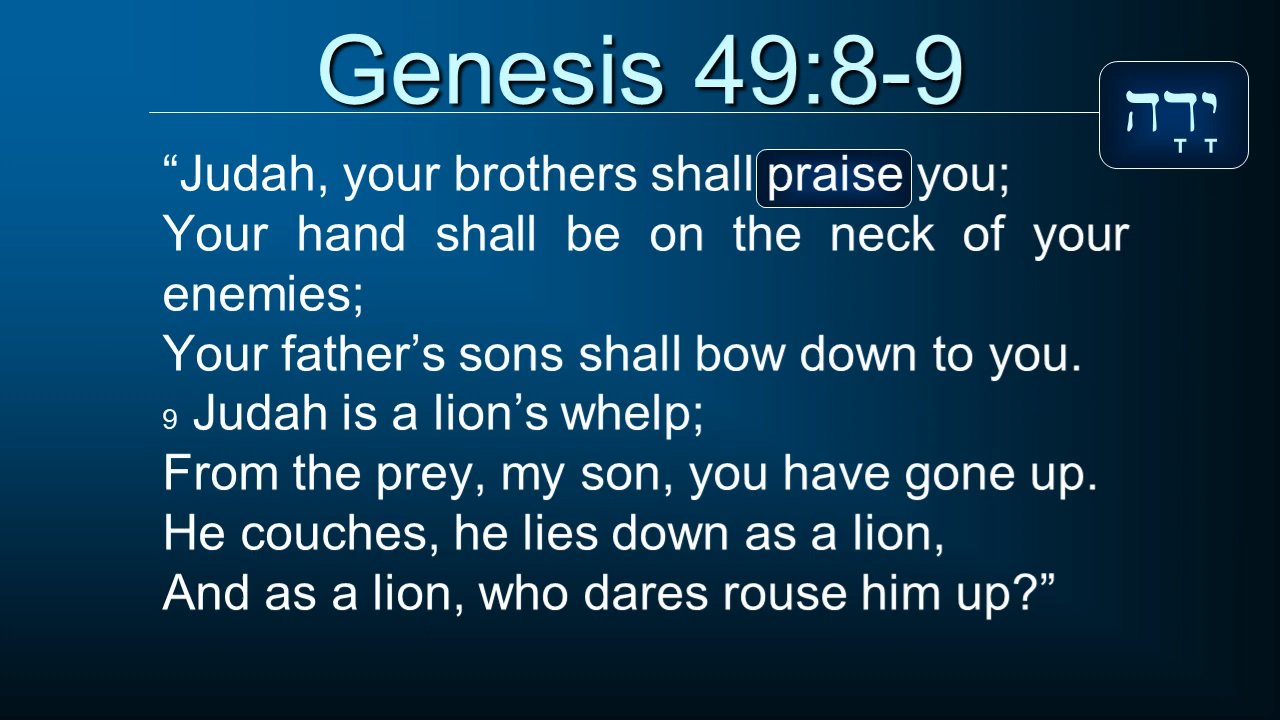 Genesis 49:8-9
יָדָה
“Judah, your brothers shall praise you;
Your hand shall be on the neck of your
enemies;
Your father’s sons shall bow down to you.
9 Judah is a lion’s whelp;
From the prey, my son, you have gone up.
He couches, he lies down as a lion,
And as a lion, who dares rouse him up?”